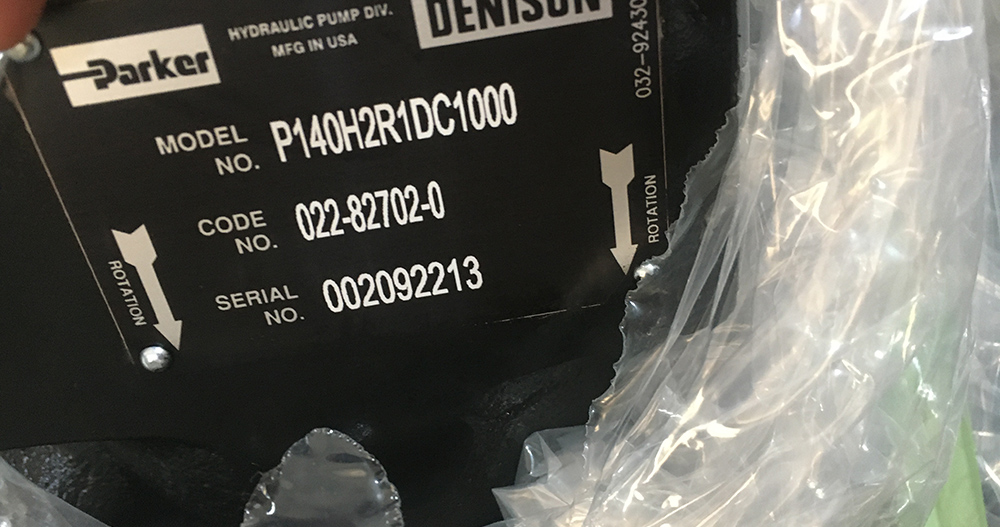 Parker
HYDRAULIC PUMP DIV.
MFG IN USA
DENISON
MODEL NO. P140H2R1DC1000
CODE NO. 022-82702-0
SERIAL NO. 002092213
ROTATION
ROTATION
032-92430